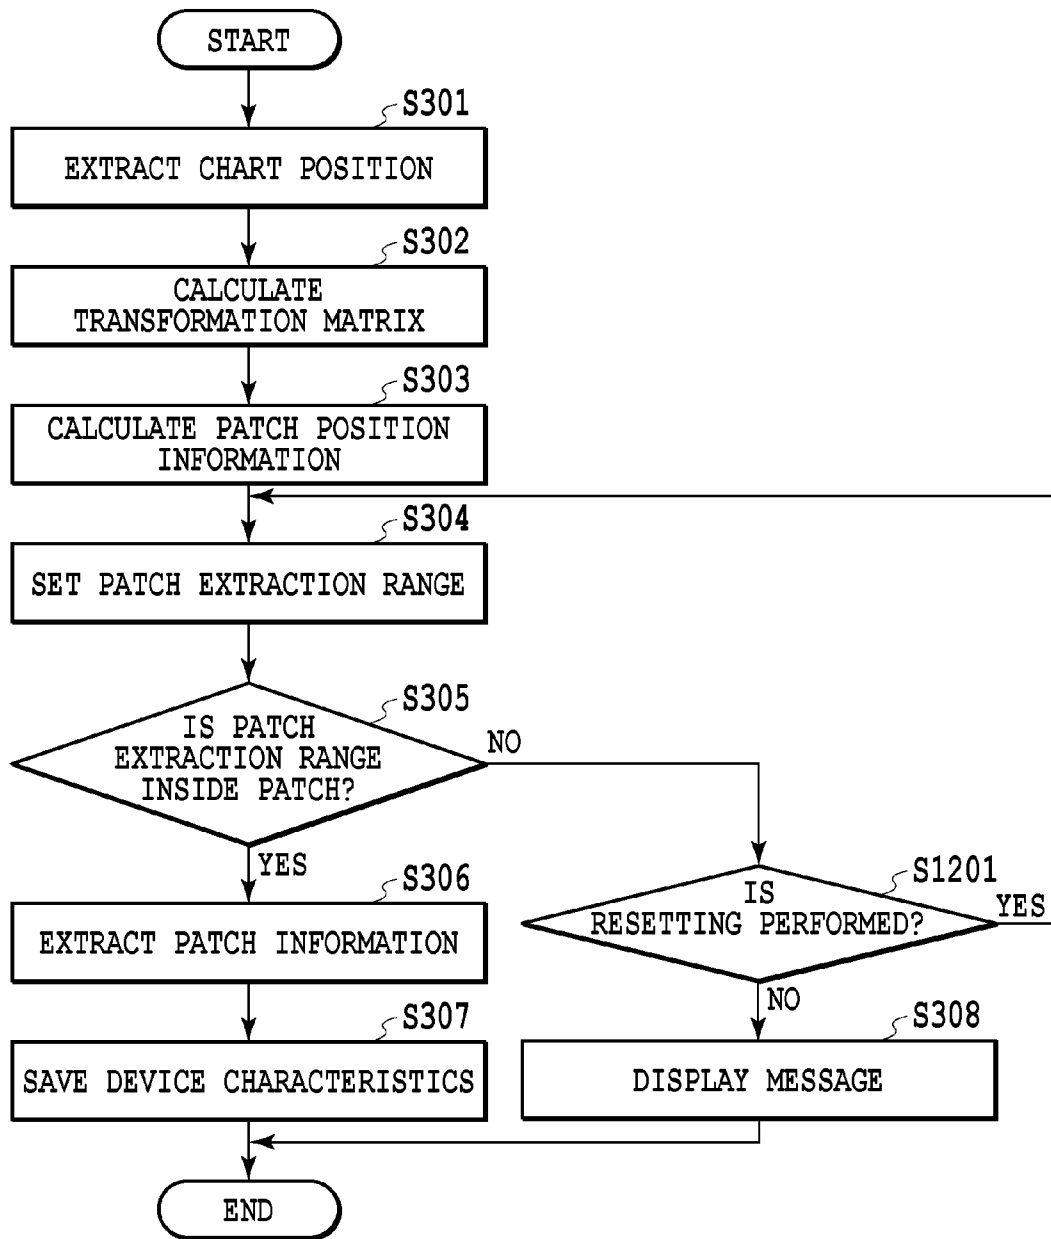 START
S301
EXTRACT CHART POSITION
S302
CALCULATE
TRANSFORMATION MATRIX
S303
CALCULATE PATCH POSITION
INFORMATION
S304
SET PATCH EXTRACTION RANGE
S305
IS PATCH
EXTRACTION RANGE
INSIDE PATCH?
NO
YES
S306
EXTRACT PATCH INFORMATION
S1201
IS
RESETTING PERFORMED?
YES
NO
S307
SAVE DEVICE CHARACTERISTICS
S308
DISPLAY MESSAGE
END